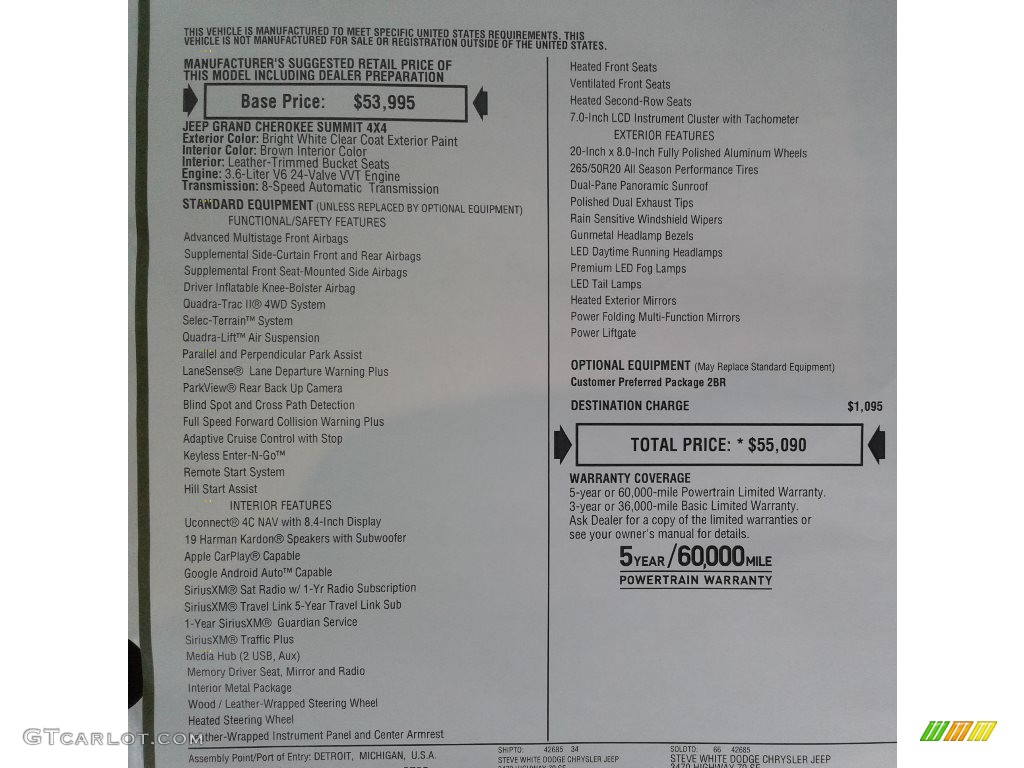 THIS VEHICLE IS MANUFACTURED TO MEET SPECIFIC UNITED STATES REQUIREMENTS. THIS
VEHICLE IS NOT MANUFACTURED FOR SALE OR REGISTRATION OUTSIDE OF THE UNITED STATES.
MANUFACTURER'S SUGGESTED RETAIL PRICE OF
THIS MODEL INCLUDING DEALER PREPARATION
Base Price: $53,995
JEEP GRAND CHEROKEE SUMMIT 4X4
Exterior Color: Bright White Clear Coat Exterior Paint
Interior Color: Brown Interior Color
Interior: Leather-Trimmed Bucket Seats
Engine: 3.6-Liter V6 24-Valve VVT Engine
Transmission: 8-Speed Automatic Transmission
STANDARD EQUIPMENT (UNLESS REPLACED BY OPTIONAL EQUIPMENT)
FUNCTIONAL/SAFETY FEATURES
Advanced Multistage Front Airbags
Supplemental Side-Curtain Front and Rear Airbags
Supplemental Front Seat-Mounted Side Airbags
Driver Inflatable Knee-Bolster Airbag
Quadra-Trac II® 4WD System
Selec-Terrain™ System
Quadra-Lift™ Air Suspension
Parallel and Perpendicular Park Assist
LaneSense® Lane Departure Warning Plus
ParkView® Rear Back Up Camera
Blind Spot and Cross Path Detection
Full Speed Forward Collision Warning Plus
Adaptive Cruise Control with Stop
Keyless Enter-N-Go™
Remote Start System
Hill Start Assist
INTERIOR FEATURES
Uconnect® 4C NAV with 8.4-Inch Display
19 Harman Kardon® Speakers with Subwoofer
Apple CarPlay® Capable
Google Android Auto™ Capable
SiriusXM® Sat Radio w/ 1-Yr Radio Subscription
SiriusXM® Travel Link 5-Year Travel Link Sub
1-Year SiriusXM® Guardian Service
SiriusXM® Traffic Plus
Media Hub (2 USB, Aux)
Memory Driver Seat, Mirror and Radio
Interior Metal Package
Wood / Leather-Wrapped Steering Wheel
Heated Steering Wheel
Leather-Wrapped Instrument Panel and Center Armrest
Heated Front Seats
Ventilated Front Seats
Heated Second-Row Seats
7.0-Inch LCD Instrument Cluster with Tachometer
EXTERIOR FEATURES
20-Inch x 8.0-Inch Fully Polished Aluminum Wheels
265/50R20 All Season Performance Tires
Dual-Pane Panoramic Sunroof
Polished Dual Exhaust Tips
Rain Sensitive Windshield Wipers
Gunmetal Headlamp Bezels
LED Daytime Running Headlamps
Premium LED Fog Lamps
LED Tail Lamps
Heated Exterior Mirrors
Power Folding Multi-Function Mirrors
Power Liftgate
OPTIONAL EQUIPMENT (May Replace Standard Equipment)
Customer Preferred Package 2BR
DESTINATION CHARGE $1,095
TOTAL PRICE: * $55,090
WARRANTY COVERAGE
5-year or 60,000-mile Powertrain Limited Warranty.
3-year or 36,000-mile Basic Limited Warranty.
Ask Dealer for a copy of the limited warranties or
see your owner's manual for details.
5 YEAR/60,000 MILE
POWERTRAIN WARRANTY
Assembly Point/Port of Entry: DETROIT, MICHIGAN, U.S.A.
SHIPTO: 42685 34
STEVE WHITE DODGE CHRYSLER JEEP
SOLDTO: 66 42685
STEVE WHITE DODGE CHRYSLER JEEP
GTCARLOT.COM